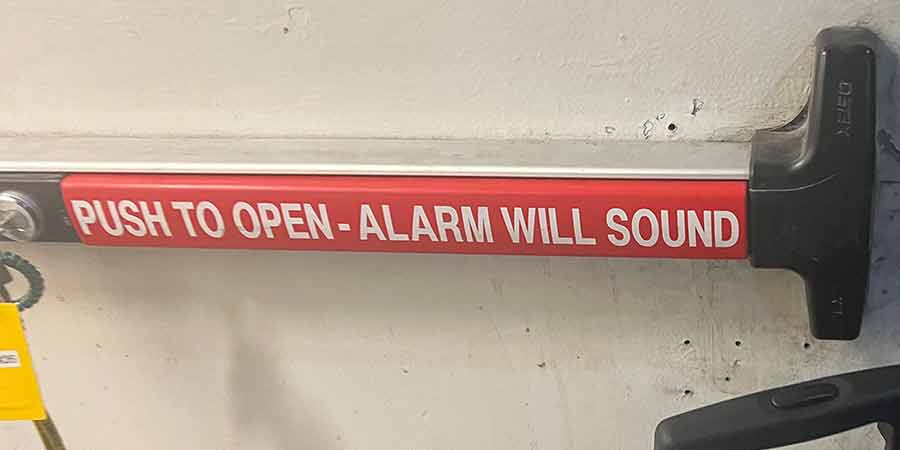 PUSH TO OPEN - ALARM WILL SOUND